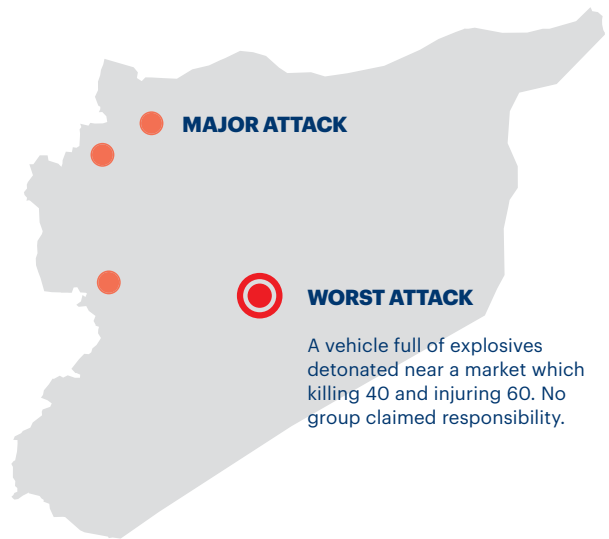 MAJOR ATTACK
WORST ATTACK
A vehicle full of explosives
detonated near a market which
killing 40 and injuring 60. No
group claimed responsibility.